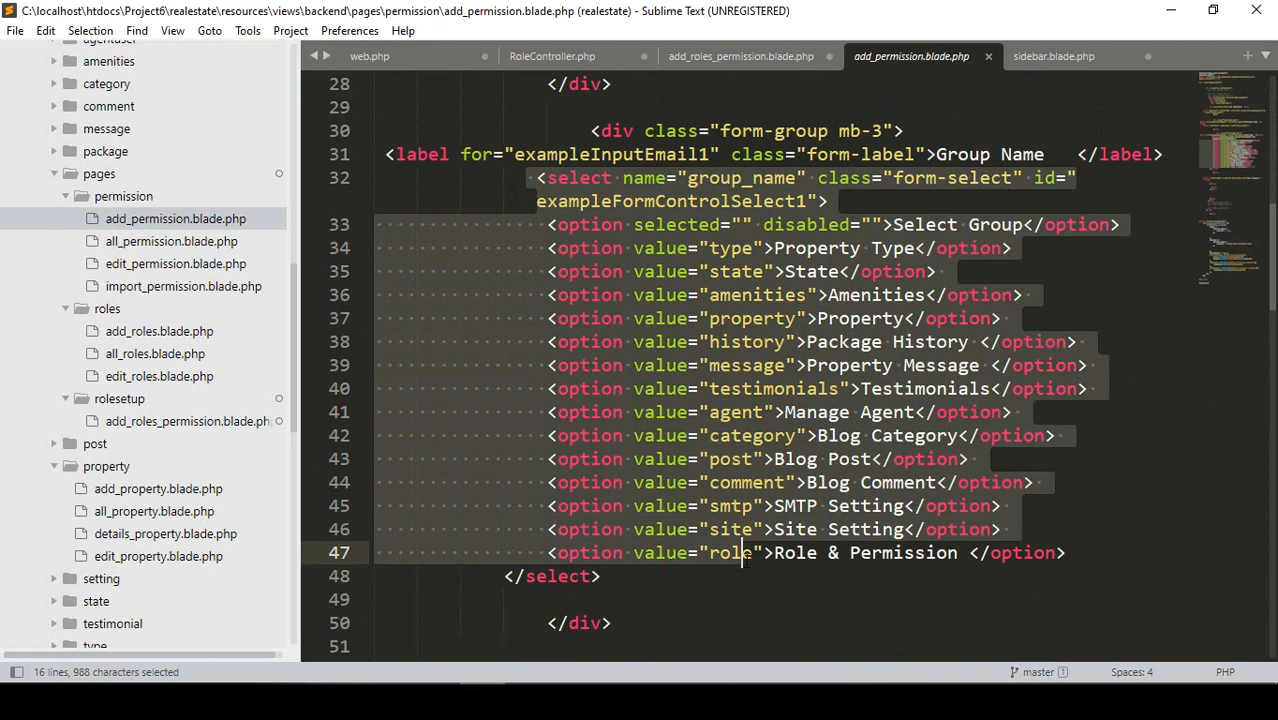 C:\localhost\htdocs\Project6\realestate\resources\views\backend\pages\permission\add_permission.blade.php (realestate) - Sublime Text (UNREGISTERED)
File Edit Selection Find View Goto Tools Project Preferences Help
amenities
category
comment
message
package
pages
permission
add_permission.blade.php
all_permission.blade.php
edit_permission.blade.php
import_permission.blade.php
roles
add_roles.blade.php
all_roles.blade.php
edit_roles.blade.php
rolesetup
add_roles_permission.blade.ph
post
property
add_property.blade.php
all_property.blade.php
details_property.blade.php
edit_property.blade.php
setting
state
testimonial
type
web.php RoleController.php add_roles_permission.blade.php add_permission.blade.php sidebar.blade.php
28 </div>
29
30 <div class="form-group mb-3">
31 <label for="exampleInputEmail1" class="form-label">Group Name </label>
32 <select name="group_name" class="form-select" id="
exampleFormControlSelect1">
33 <option selected="" disabled="">Select Group</option>
34 <option value="type">Property Type</option>
35 <option value="state">State</option>
36 <option value="amenities">Amenities</option>
37 <option value="property">Property</option>
38 <option value="history">Package History </option>
39 <option value="message">Property Message </option>
40 <option value="testimonials">Testimonials</option>
41 <option value="agent">Manage Agent</option>
42 <option value="category">Blog Category</option>
43 <option value="post">Blog Post</option>
44 <option value="comment">Blog Comment</option>
45 <option value="smtp">SMTP Setting</option>
46 <option value="site">Site Setting</option>
47 <option value="role">Role & Permission </option>
48 </select>
49
50 </div>
51
16 lines, 988 characters selected master 1 Spaces: 4 PHP